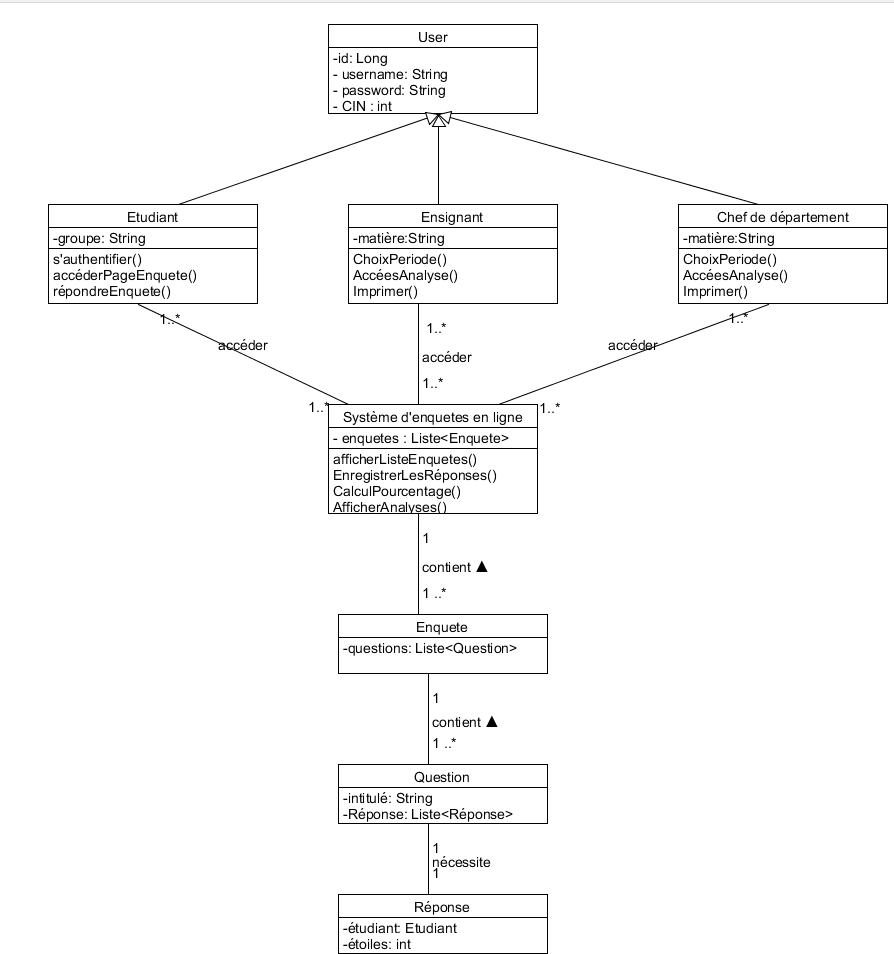 User
-id: Long
- username: String
- password: String
- CIN : int
Etudiant
-groupe: String
s'authentifier()
accéderPageEnquete()
répondreEnquete()
Ensignant
-matière:String
ChoixPeriode()
AccéesAnalyse()
Imprimer()
Chef de département
-matière:String
ChoixPeriode()
AccéesAnalyse()
Imprimer()
1..*
accéder
1..*
1..*
accéder
1..*
1..*
accéder
1..*
Système d'enquetes en ligne
- enquetes : Liste<Enquete>
afficherListeEnquetes()
EnregistrerLesRéponses()
CalculPourcentage()
AfficherAnalyses()
1
contient ▲
1 ..*
Enquete
-questions: Liste<Question>
1
contient ▲
1 ..*
Question
-intitulé: String
-Réponse: Liste<Réponse>
1
nécessite
1
Réponse
-étudiant: Etudiant
-étoiles: int